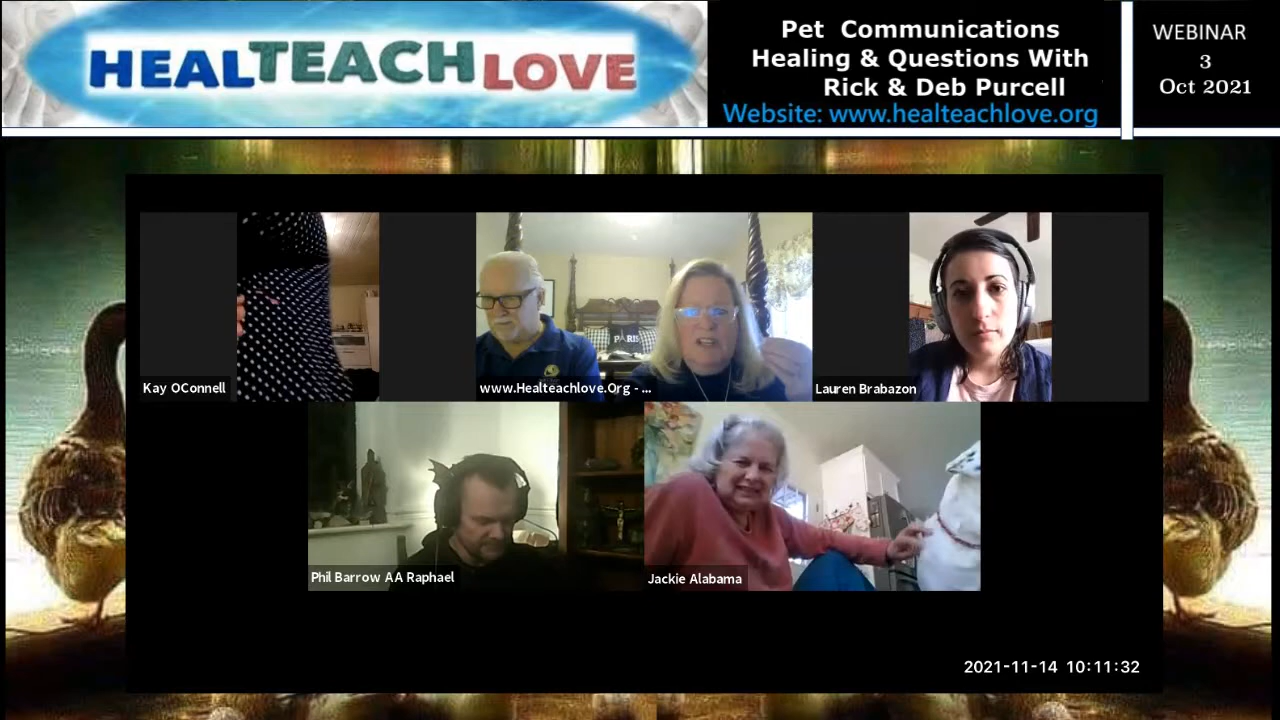 HEALTEACHLOVE
Pet Communications
Healing & Questions With
Rick & Deb Purcell
Website: www.healteachlove.org
WEBINAR
3
Oct 2021
PARIS
Kay OConnell
www.Healteachlove.Org - ...
Lauren Brabazon
Phil Barrow AA Raphael
Jackie Alabama
2021-11-14 10:11:32